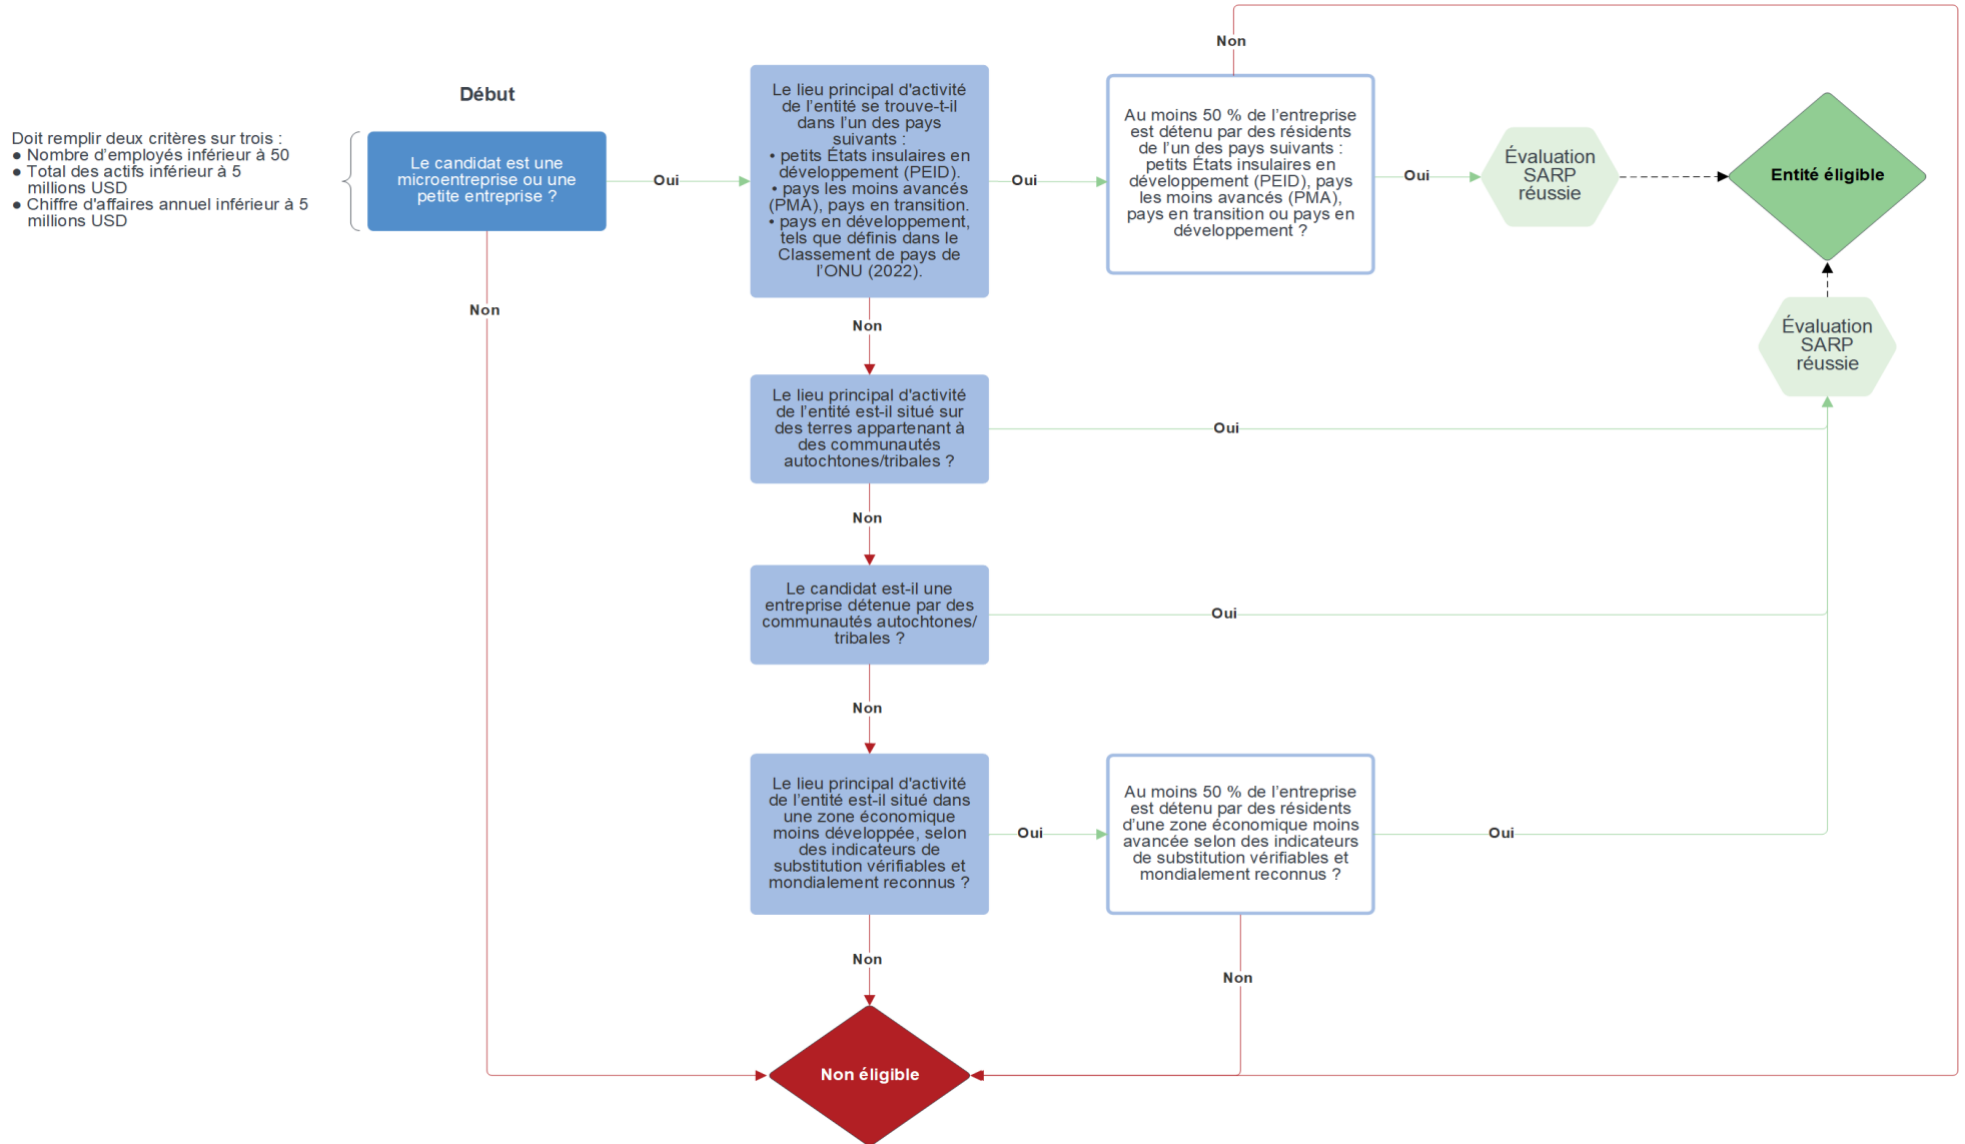 Début
Doit remplir deux critères sur trois :
● Nombre d’employés inférieur à 50
● Total des actifs inférieur à 5
millions USD
● Chiffre d'affaires annuel inférieur à 5
millions USD
Le candidat est une
microentreprise ou une
petite entreprise ?
Oui
Non
Le lieu principal d'activité
de l’entité se trouve-t-il
dans l’un des pays
suivants :
• petits États insulaires en
développement (PEID).
• pays les moins avancés
(PMA), pays en transition.
• pays en développement,
tels que définis dans le
Classement de pays de
l’ONU (2022).
Oui
Non
Au moins 50 % de l’entreprise
est détenu par des résidents
de l’un des pays suivants :
petits États insulaires en
développement (PEID), pays
les moins avancés (PMA),
pays en transition ou pays en
développement ?
Non
Oui
Évaluation
SARP
réussie
Entité éligible
Évaluation
SARP
réussie
Le lieu principal d'activité
de l’entité est-il situé sur
des terres appartenant à
des communautés
autochtones/tribales ?
Oui
Non
Le candidat est-il une
entreprise détenue par des
communautés autochtones/
tribales ?
Oui
Non
Le lieu principal d'activité
de l’entité est-il situé dans
une zone économique
moins développée, selon
des indicateurs de
substitution vérifiables et
mondialement reconnus ?
Oui
Non
Au moins 50 % de l’entreprise
est détenu par des résidents
d’une zone économique moins
avancée selon des indicateurs
de substitution vérifiables et
mondialement reconnus ?
Oui
Non
Non éligible